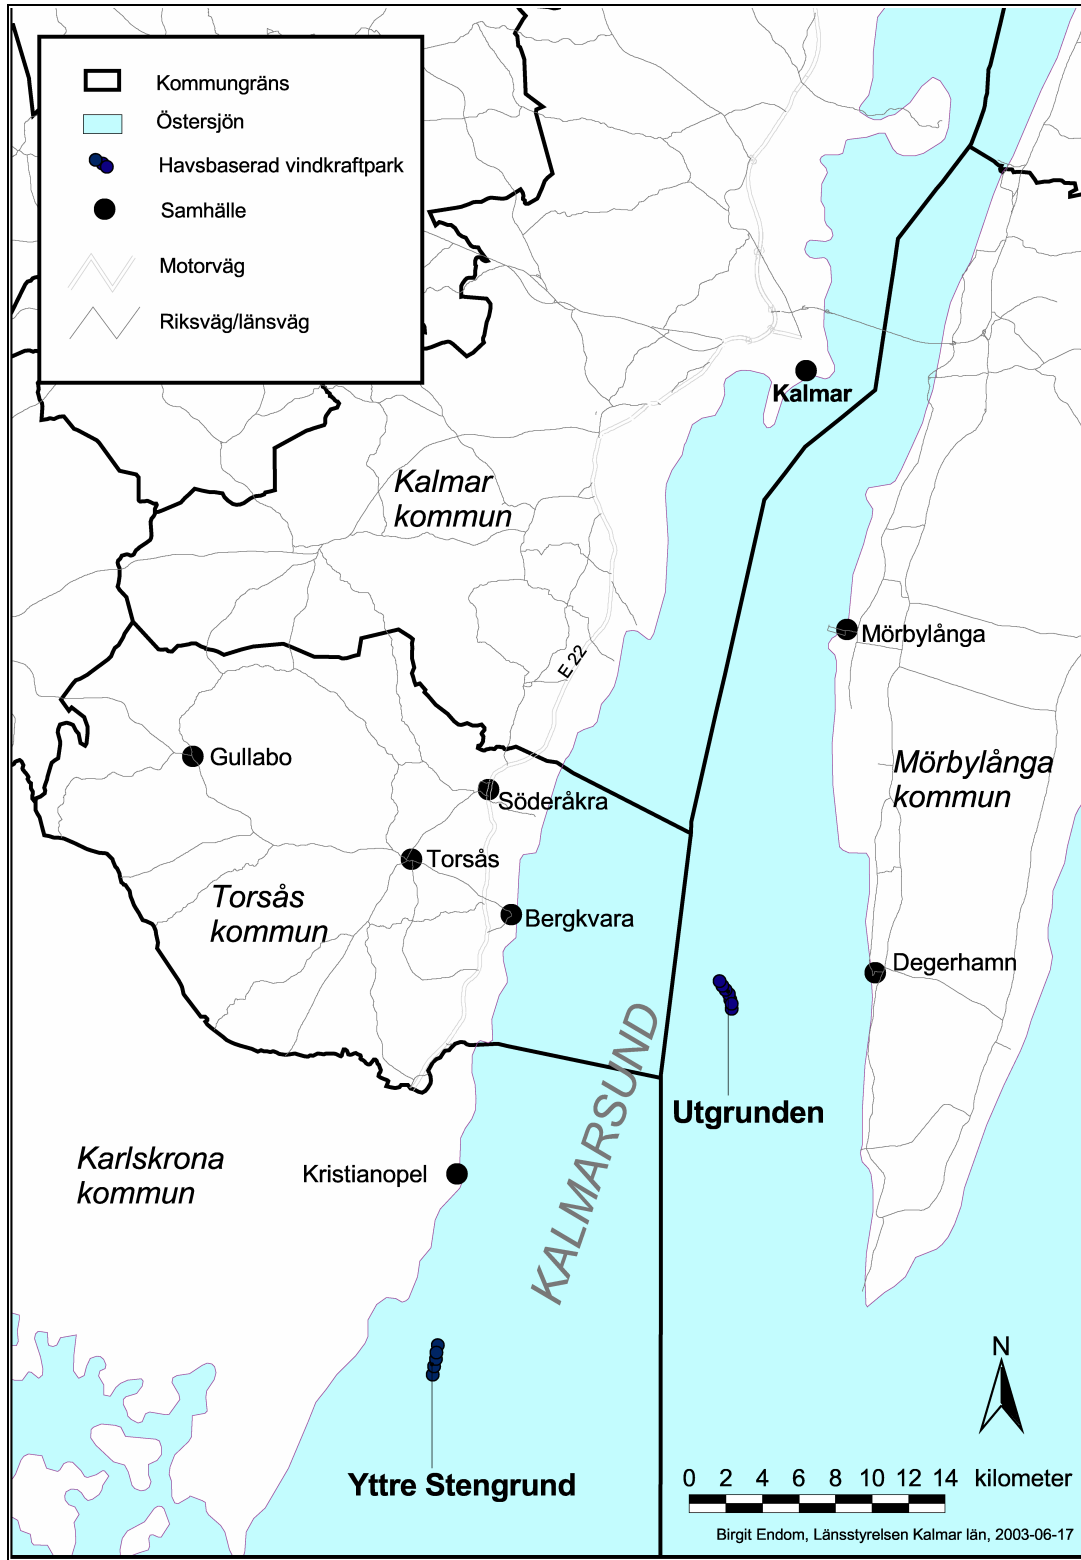 Kommungräns
Östersjön
Havsbaserad vindkraftpark
Samhälle
Motorväg
Riksväg/länsväg
Kalmar
Kalmar
kommun
E 22
Mörbylånga
Gullabo
Söderåkra
Mörbylånga
kommun
Torsås
Torsås
kommun
Bergkvara
Degerhamn
KALMARSUND
Utgrunden
Karlskrona
kommun
Kristianopel
N
Yttre Stengrund
0 2 4 6 8 10 12 14 kilometer
Birgit Endom, Länsstyrelsen Kalmar län, 2003-06-17